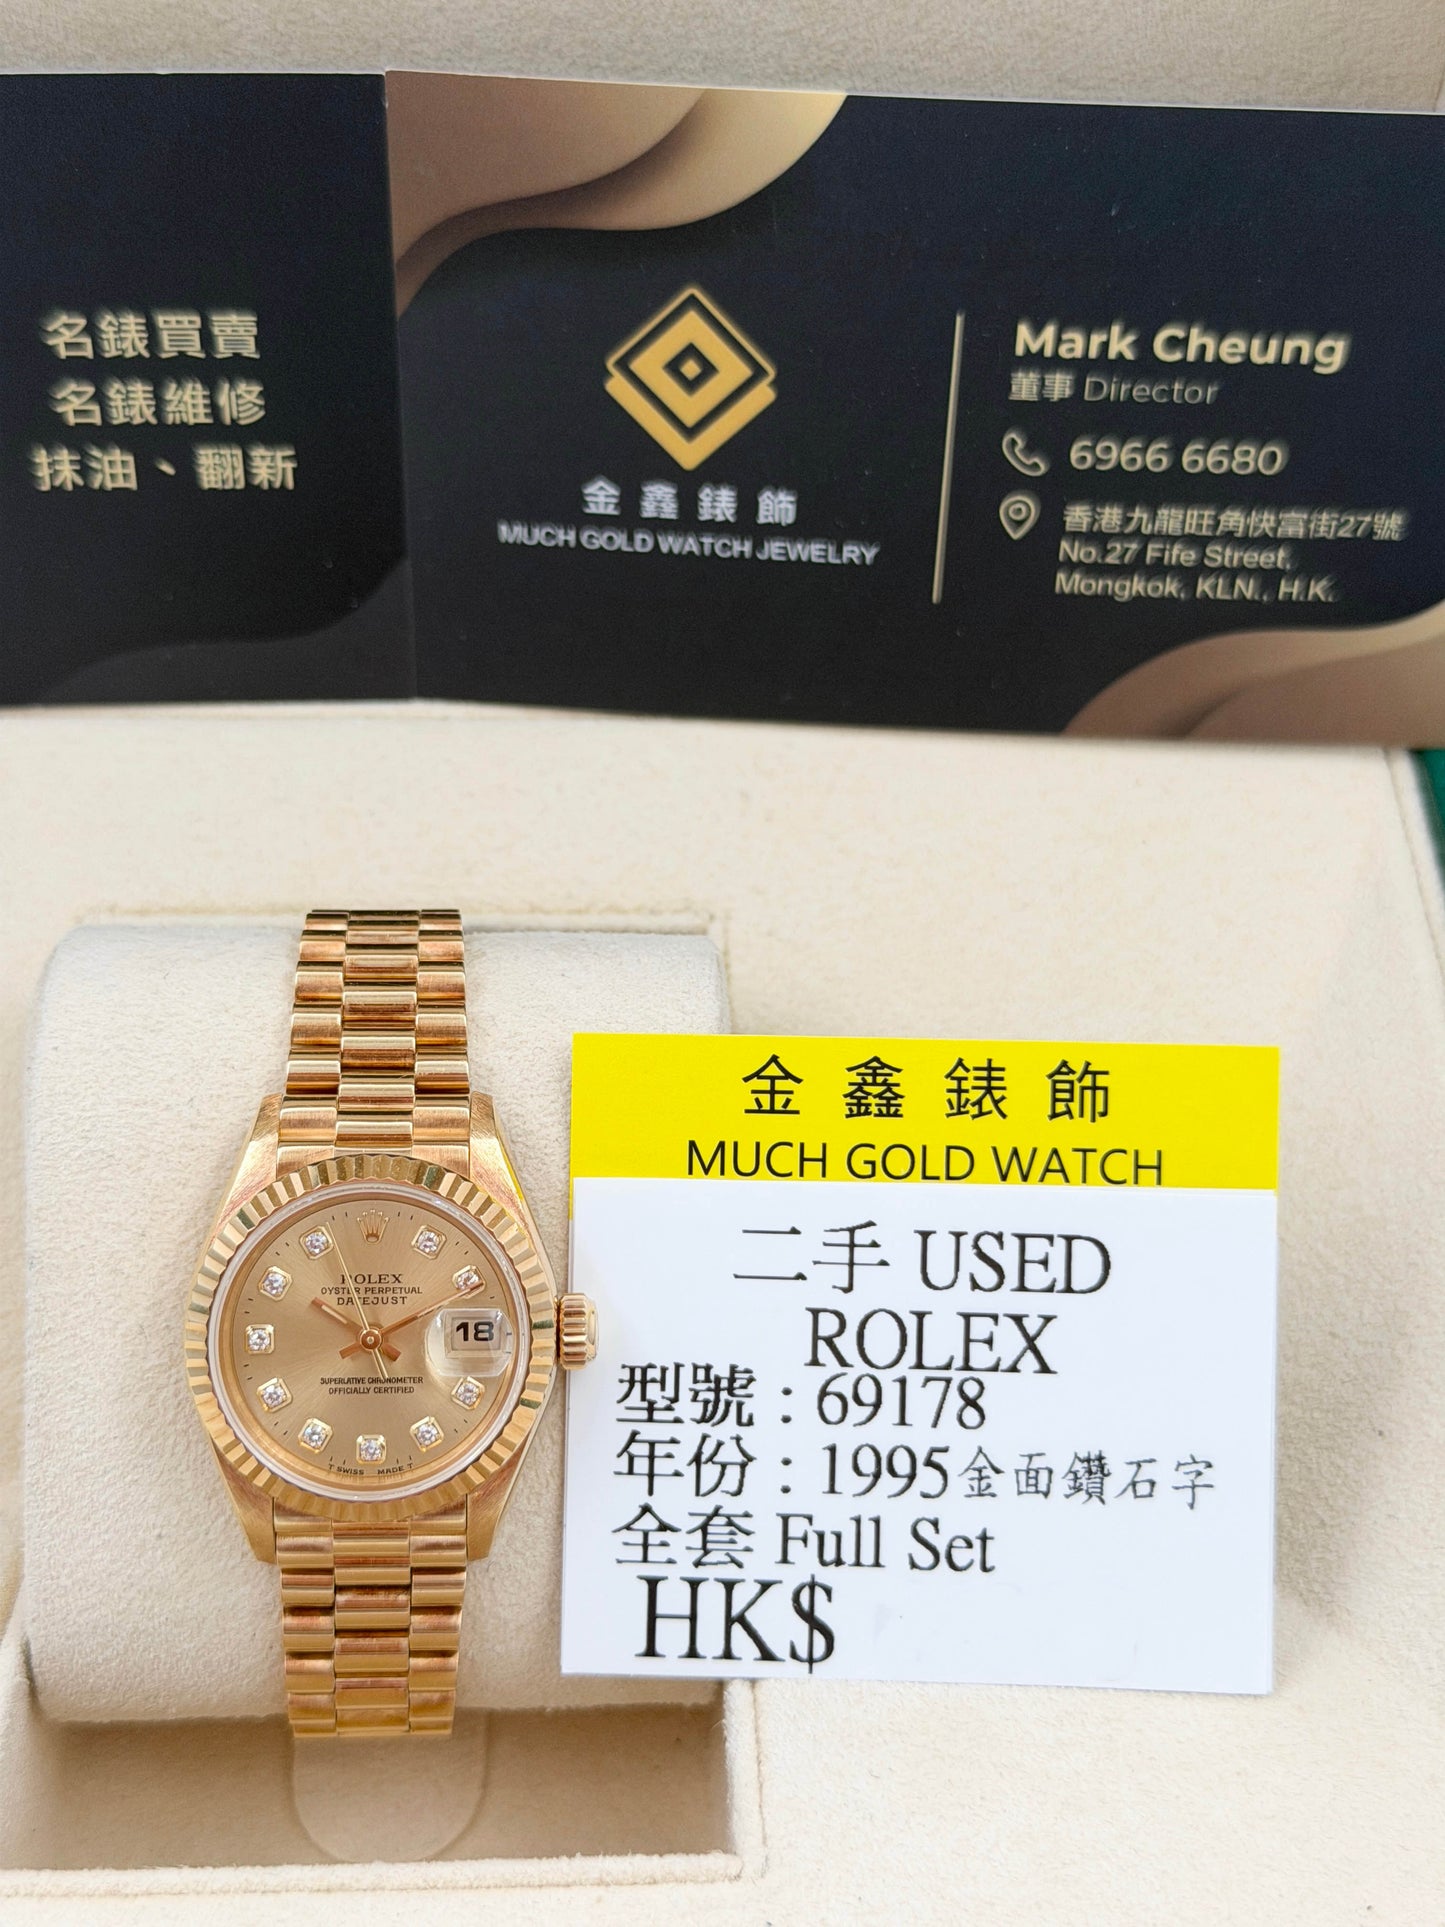 名錶買賣
名錶維修
抹油、翻新
金鑫錶飾
MUCH GOLD WATCH JEWELRY
Mark Cheung
董事 Director
6966 6680
香港九龍旺角快富街27號
No.27 Fife Street,
Mongkok, KLN., H.K.
金鑫錶飾
MUCH GOLD WATCH
二手 USED
ROLEX
型號：69178
年份：1995金面鑽石字
全套 Full Set
HK$
ROLEX
OYSTER PERPETUAL
DATEJUST
18
SUPERLATIVE CHRONOMETER
OFFICIALLY CERTIFIED
T SWISS MADE T